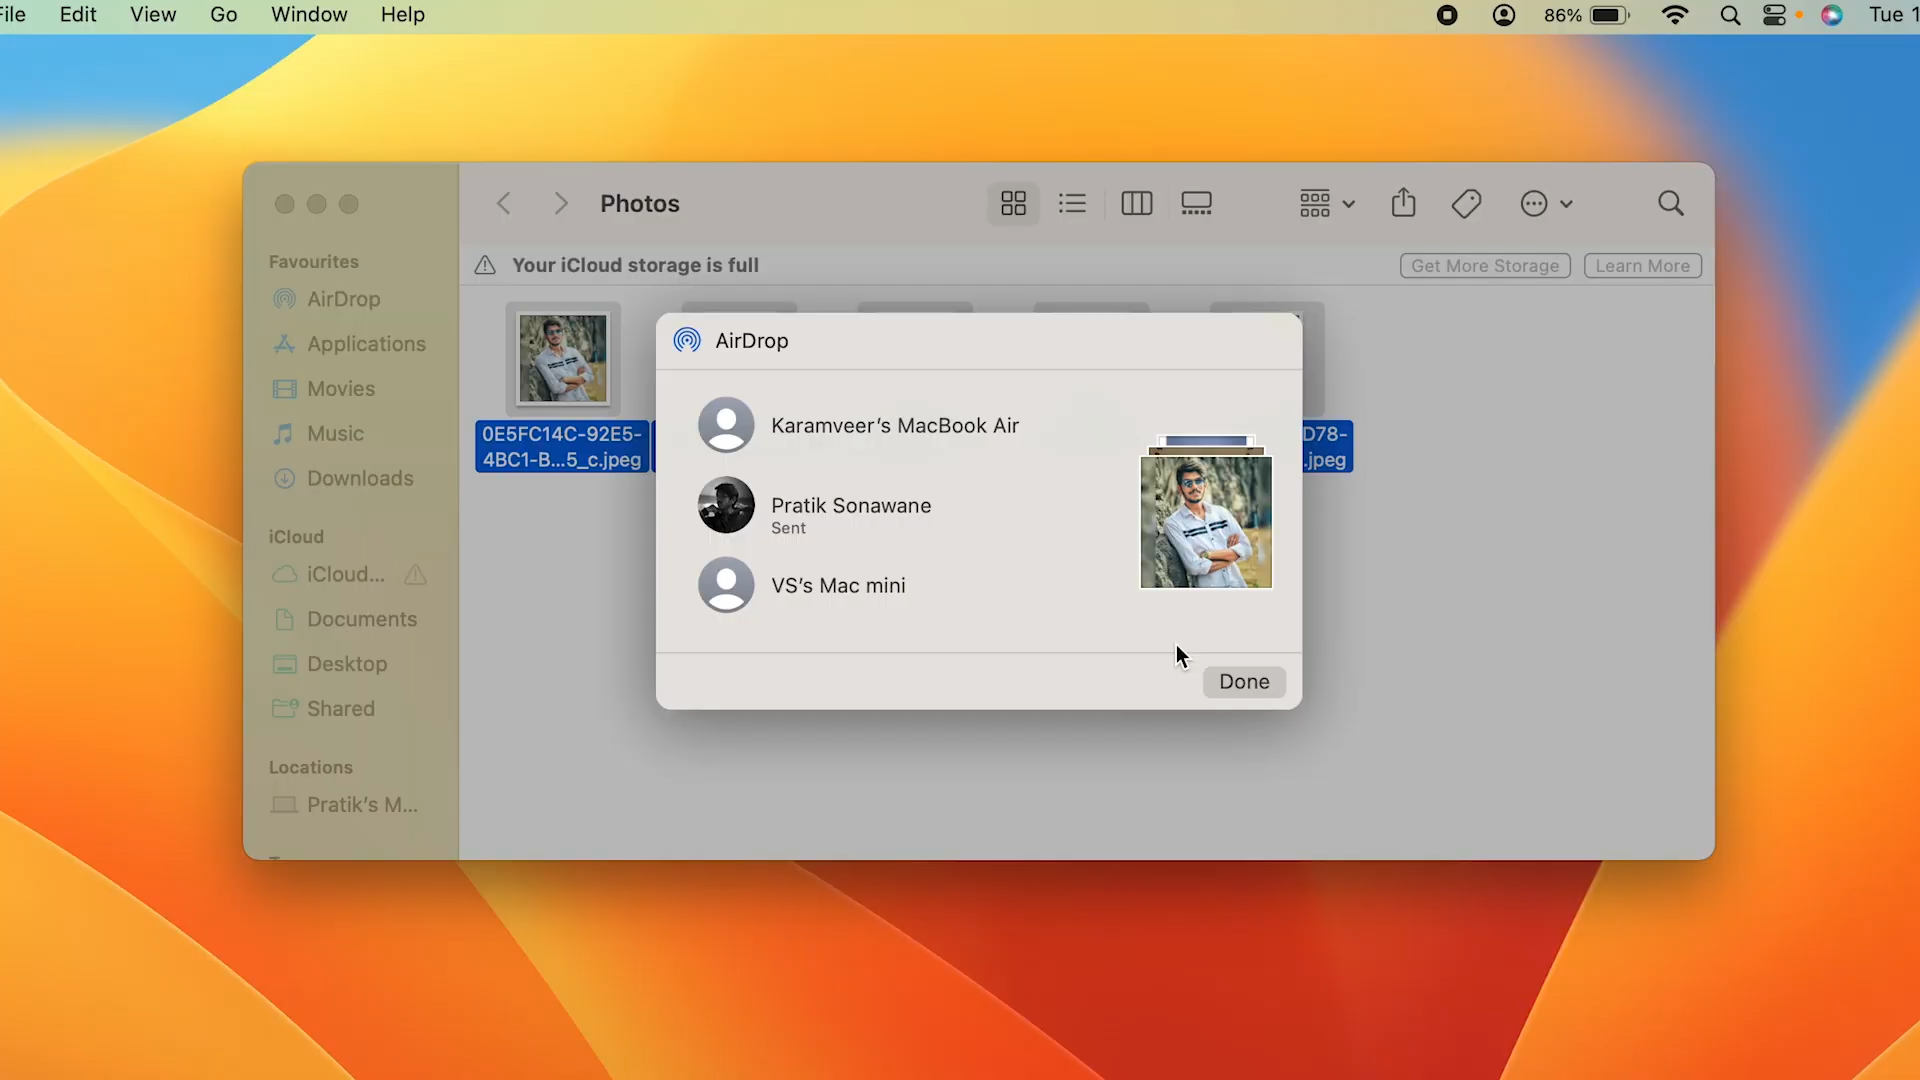 File Edit View Go Window Help
86%
Tue 1
Photos
Favourites
AirDrop
Applications
Movies
Music
Downloads
iCloud
iCloud...
Documents
Desktop
Shared
Locations
Pratik's M...
Your iCloud storage is full
Get More Storage
Learn More
0E5FC14C-92E5-
4BC1-B...5_c.jpeg
D78-
.jpeg
AirDrop
Karamveer's MacBook Air
Pratik Sonawane
Sent
VS's Mac mini
Done